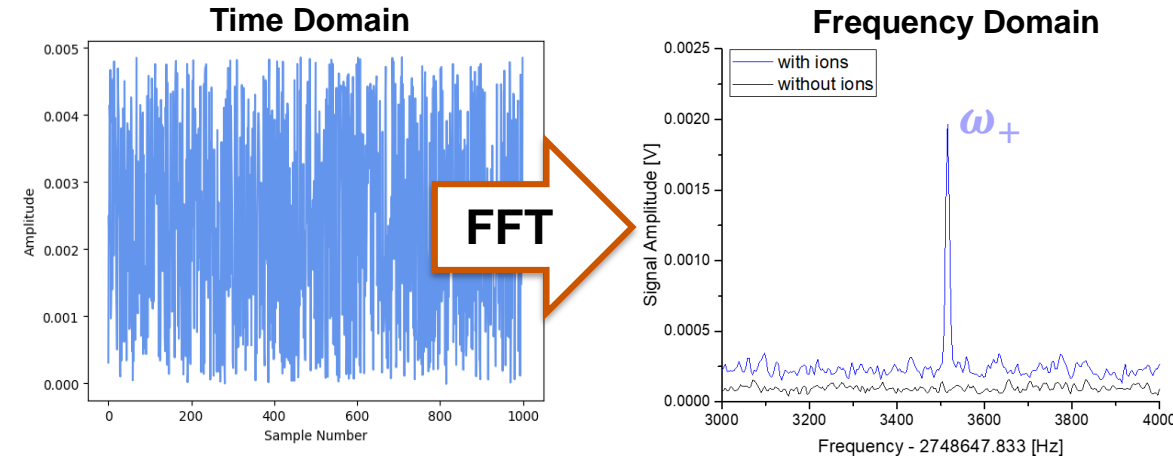 Time Domain
0.005
0.004
0.003
0.002
0.001
0.000
Amplitude
0
200
400
600
800
1000
Sample Number
FFT
Frequency Domain
0.0025
0.0020
0.0015
0.0010
0.0005
0.0000
Signal Amplitude [V]
with ions
without ions
ω+
3000
3200
3400
3600
3800
4000
Frequency - 2748647.833 [Hz]